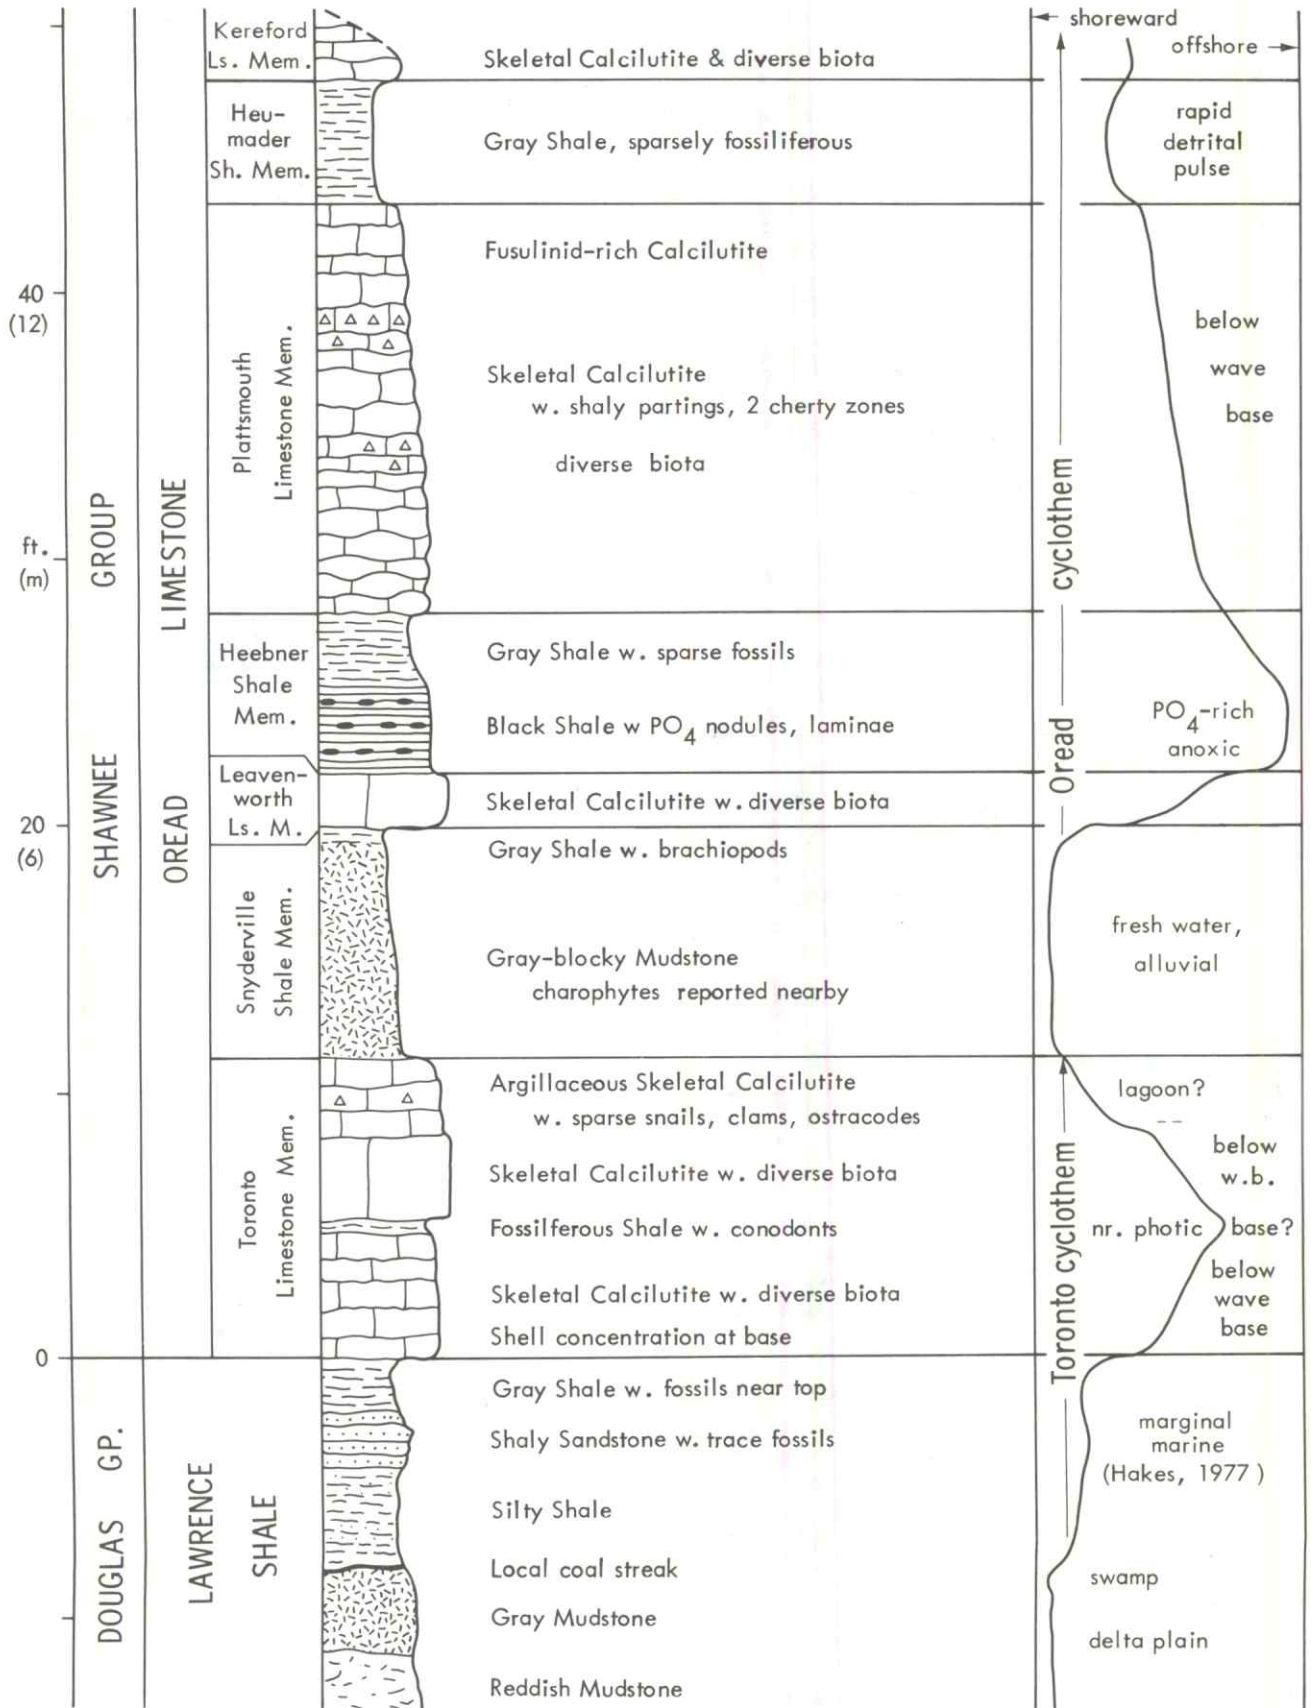 40
(12)
ft.
(m)
20
(6)
0
SHAWNEE GROUP
DOUGLAS GP.
OREAD LIMESTONE
LAWRENCE
SHALE
Kereford
Ls. Mem.
Heu-
mader
Sh. Mem.
Plattsmouth
Limestone Mem.
Heebner
Shale
Mem.
Leaven-
worth
Ls. M.
Snyderville
Shale Mem.
Toronto
Limestone Mem.
Skeletal Calcilutite & diverse biota
Gray Shale, sparsely fossiliferous
Fusulinid-rich Calcilutite
Skeletal Calcilutite
w. shaly partings, 2 cherty zones
diverse biota
Gray Shale w. sparse fossils
Black Shale w PO4 nodules, laminae
Skeletal Calcilutite w. diverse biota
Gray Shale w. brachiopods
Gray-blocky Mudstone
charophytes reported nearby
Argillaceous Skeletal Calcilutite
w. sparse snails, clams, ostracodes
Skeletal Calcilutite w. diverse biota
Fossilferous Shale w. conodonts
Skeletal Calcilutite w. diverse biota
Shell concentration at base
Gray Shale w. fossils near top
Shaly Sandstone w. trace fossils
Silty Shale
Local coal streak
Gray Mudstone
Reddish Mudstone
shoreward
offshore
Oread cyclothem
Toronto cyclothem
rapid
detrital
pulse
below
wave
base
PO4-rich
anoxic
fresh water,
alluvial
lagoon?
below
w.b.
nr. photic base?
below
wave
base
marginal
marine
(Hakes, 1977)
swamp
delta plain